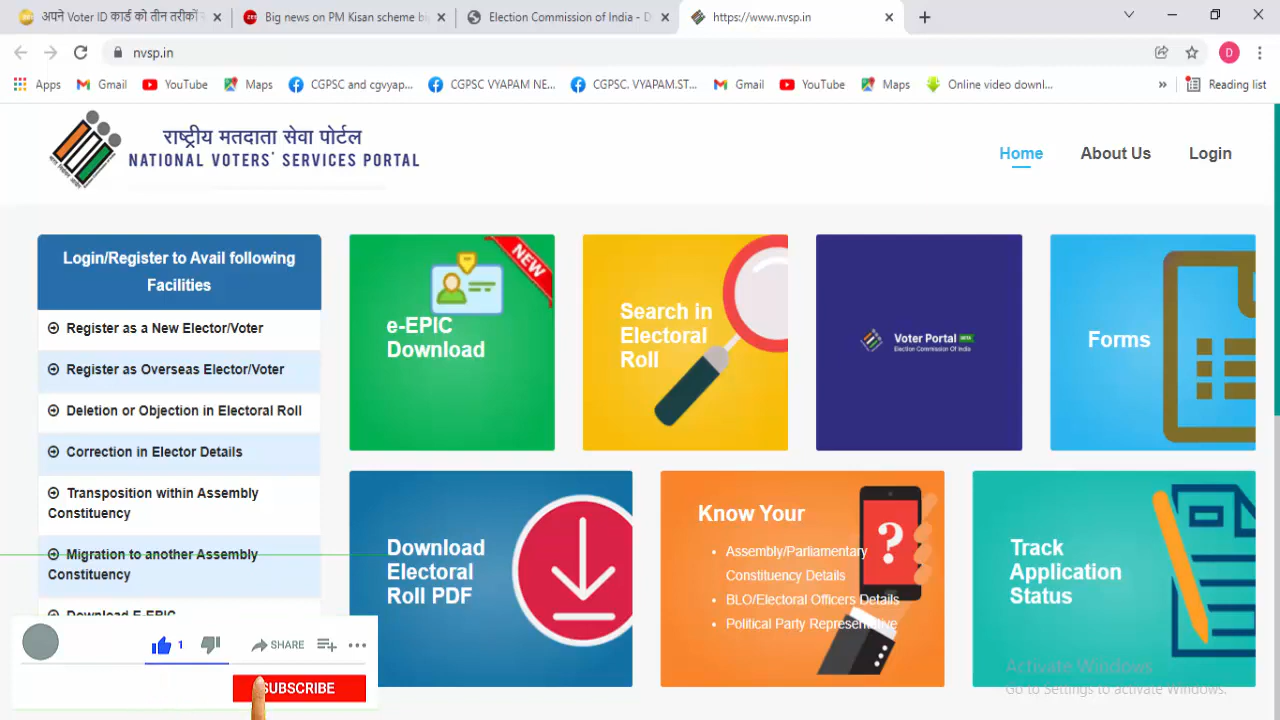 अपने Voter ID कार्ड को तीन तरीकों
Big news on PM Kisan scheme bi
Election Commission of India - D
https://www.nvsp.in
nvsp.in
D
Apps
Gmail
YouTube
Maps
CGPSC and cgvyap...
CGPSC VYAPAM NE...
CGPSC. VYAPAM.ST...
Gmail
YouTube
Maps
Online video downl...
Reading list
राष्ट्रीय मतदाता सेवा पोर्टल
NATIONAL VOTERS' SERVICES PORTAL
Home
About Us
Login
Login/Register to Avail following
Facilities
Register as a New Elector/Voter
Register as Overseas Elector/Voter
Deletion or Objection in Electoral Roll
Correction in Elector Details
Transposition within Assembly
Constituency
Migration to another Assembly
Constituency
Download E-EPIC
NEW
e-EPIC
Download
Search in
Electoral
Roll
Voter Portal BETA
Election Commission Of India
Forms
Download
Electoral
Roll PDF
Know Your
Assembly/Parliamentary
Constituency Details
BLO/Electoral Officers Details
Political Party Representative
?
Track
Application
Status
1
SHARE
SUBSCRIBE
Activate Windows
Go to Settings to activate Windows.